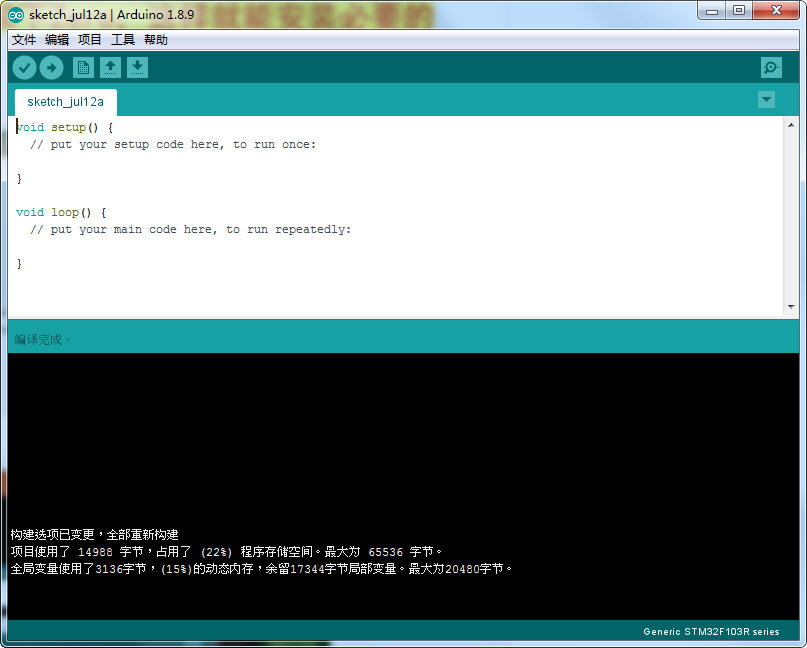 sketch_jul12a | Arduino 1.8.9
文件 编辑 项目 工具 帮助
sketch_jul12a
void setup() {
// put your setup code here, to run once:
}
void loop() {
// put your main code here, to run repeatedly:
}
编译完成。
构建选项已变更，全部重新构建
项目使用了 14988 字节，占用了 (22%) 程序存储空间。最大为 65536 字节。
全局变量使用了3136字节，(15%)的动态内存，余留17344字节局部变量。最大为20480字节。
Generic STM32F103R series